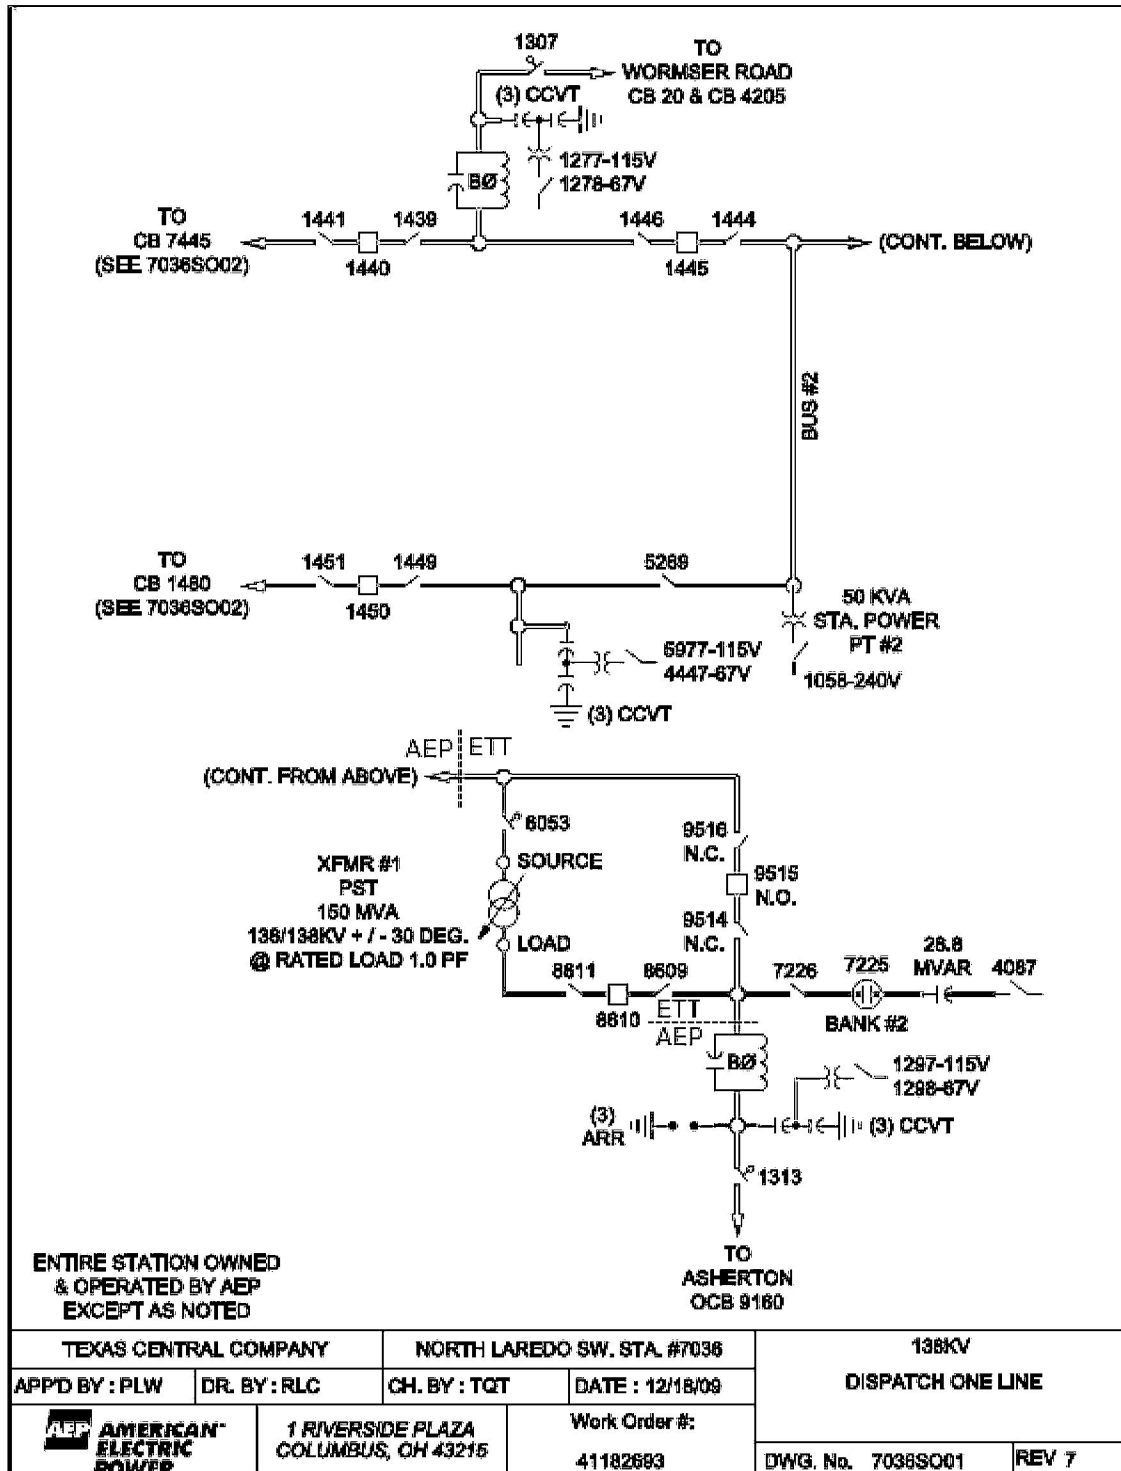 1307
TO
WORMSER ROAD
CB 20 & CB 4205
(3) CCVT
BØ
1277-115V
1278-67V
TO
CB 7445
(SEE 7036SO02)
1441
1439
1440
1446
1444
1445
(CONT. BELOW)
BUS #2
TO
CB 1480
(SEE 7036SO02)
1451
1449
1450
5269
50 KVA
STA. POWER
PT #2
1056-240V
5977-115V
4447-67V
(3) CCVT
AEP ETT
(CONT. FROM ABOVE)
6053
SOURCE
XFMR #1
PST
150 MVA
138/138KV + / - 30 DEG.
@ RATED LOAD 1.0 PF
LOAD
9516
N.C.
9515
N.O.
9514
N.C.
8611
8609
8610
ETT
AEP
7226
7225
28.8
MVAR
4087
BANK #2
BØ
1297-115V
1298-67V
(3)
ARR
(3) CCVT
1313
TO
ASHERTON
OCB 9160
ENTIRE STATION OWNED
& OPERATED BY AEP
EXCEPT AS NOTED
TEXAS CENTRAL COMPANY
NORTH LAREDO SW. STA. #7036
138KV
DISPATCH ONE LINE
APP'D BY : PLW
DR. BY : RLC
CH. BY : TQT
DATE : 12/18/09
AEP AMERICAN
ELECTRIC
POWER
1 RIVERSIDE PLAZA
COLUMBUS, OH 43215
Work Order #:
41182693
DWG. No. 7036SO01
REV 7